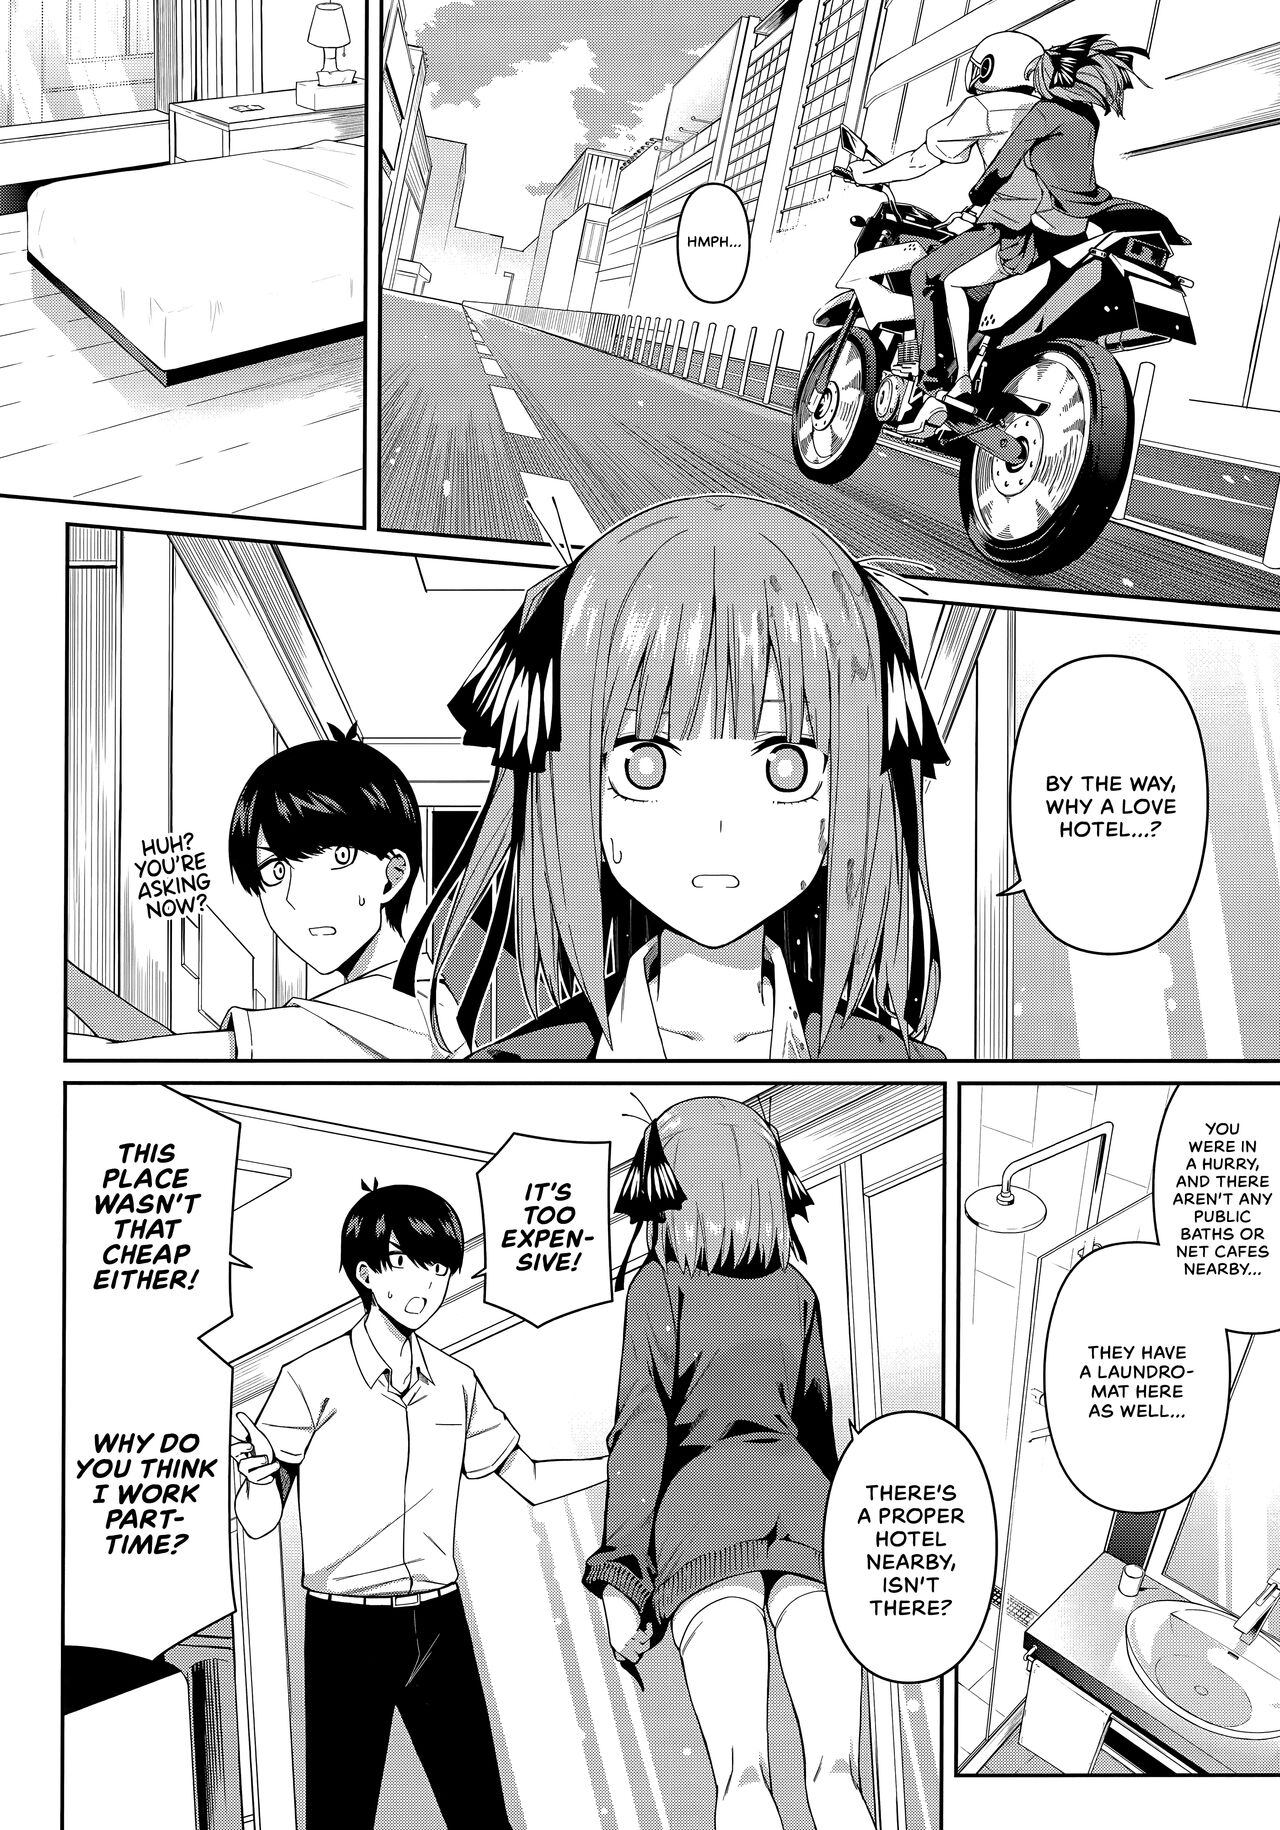 HMPH...
BY THE WAY,
WHY A LOVE
HOTEL...?
HUH?
YOU'RE
ASKING
NOW?
YOU
WERE IN
A HURRY,
AND THERE
AREN'T ANY
PUBLIC
BATHS OR
NET CAFES
NEARBY...
THEY HAVE
A LAUNDRO-
MAT HERE
AS WELL...
THERE'S
A PROPER
HOTEL
NEARBY,
ISN'T
THERE?
IT'S
TOO
EXPEN-
SIVE!
THIS
PLACE
WASN'T
THAT
CHEAP
EITHER!
WHY DO
YOU THINK
I WORK
PART-
TIME?